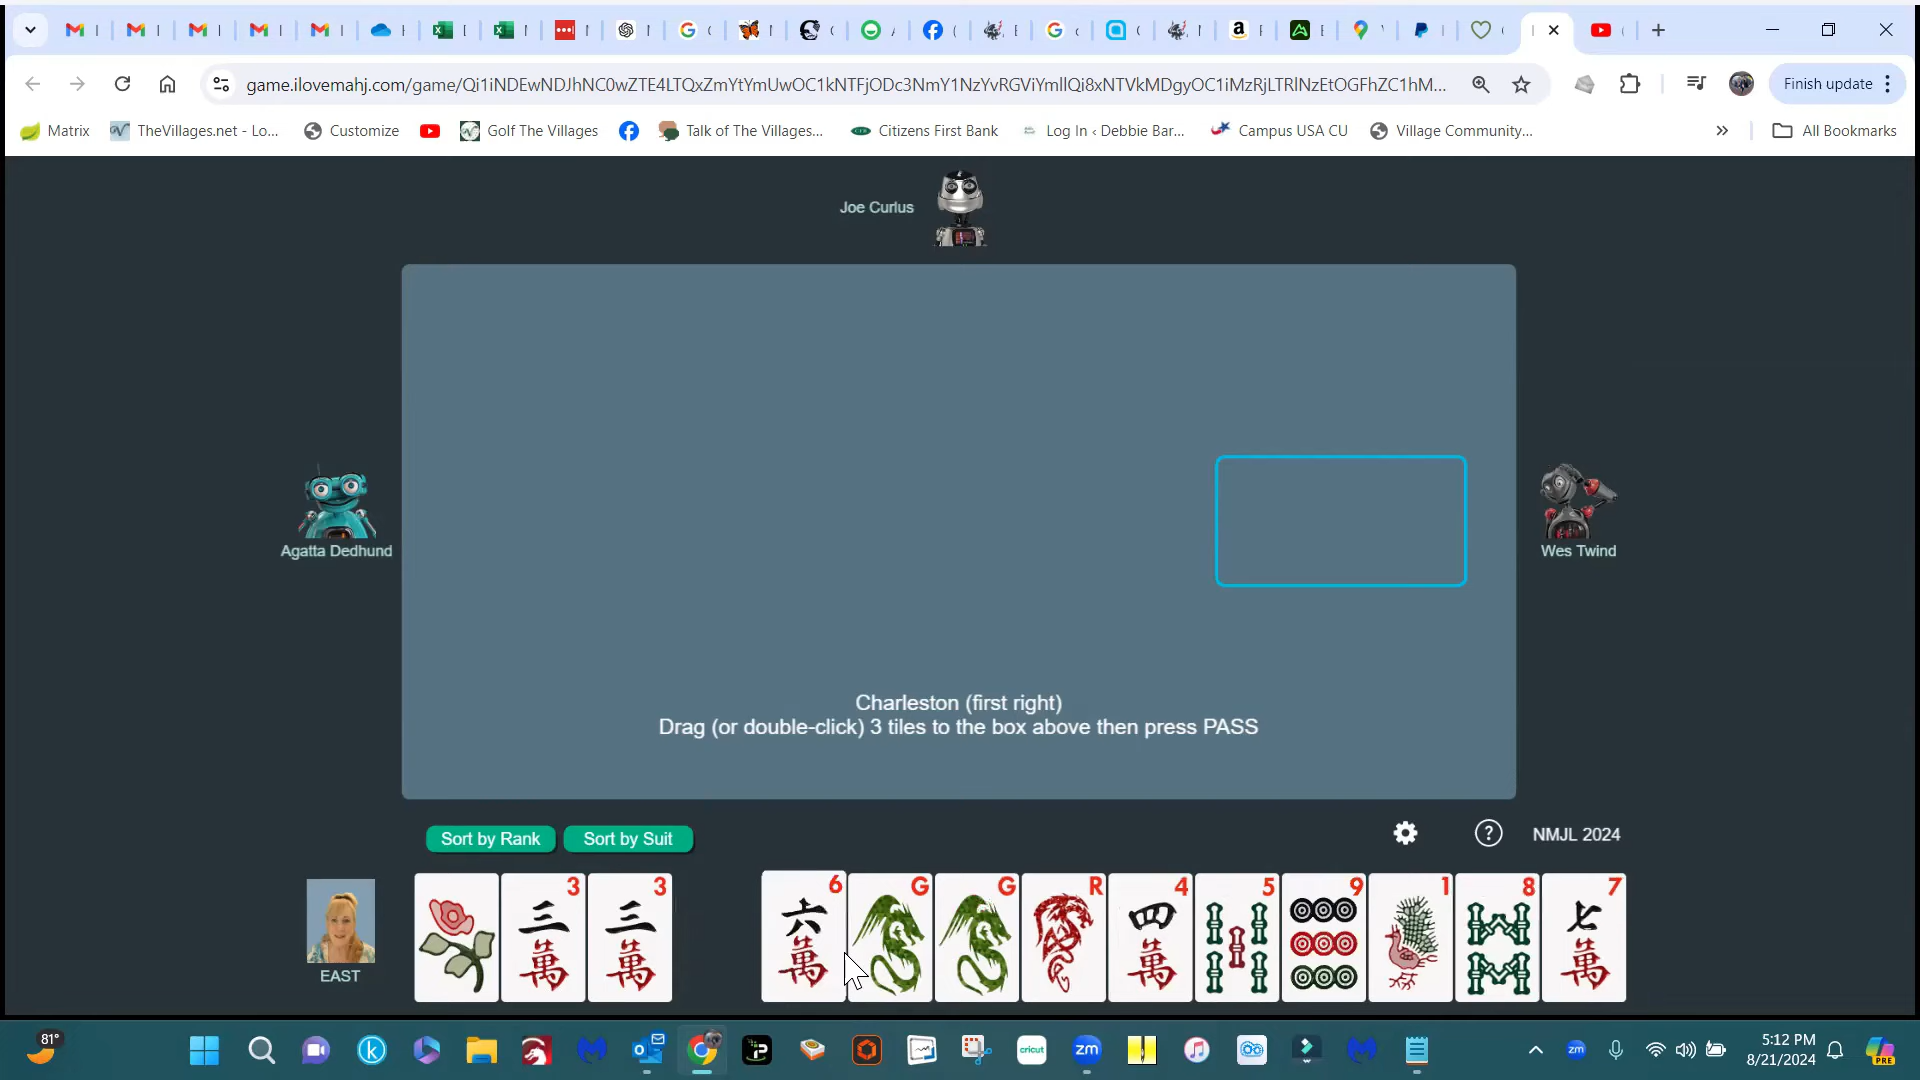 game.ilovemahj.com/game/Qi1iNDEwNDJhNC0wZTE4LTQxZmYtYmUwOC1kNTFjODc3NmY1NzYvRGViYmllQi8xNTVkMDgyOC1iMzRjLTRlNzEtOGFhZC1hM...
Finish update
Matrix
TheVillages.net - Lo...
Customize
Golf The Villages
Talk of The Villages...
Citizens First Bank
Log In ‹ Debbie Bar...
Campus USA CU
Village Community...
All Bookmarks
Joe Curlus
Agatta Dedhund
Wes Twind
Charleston (first right)
Drag (or double-click) 3 tiles to the box above then press PASS
Sort by Rank
Sort by Suit
NMJL 2024
EAST
3 三萬
3 三萬
6 六萬
G
G
R
4 四萬
5
9
1
8
7 七萬
81°
cricut
zm
zm
5:12 PM
8/21/2024
PRE